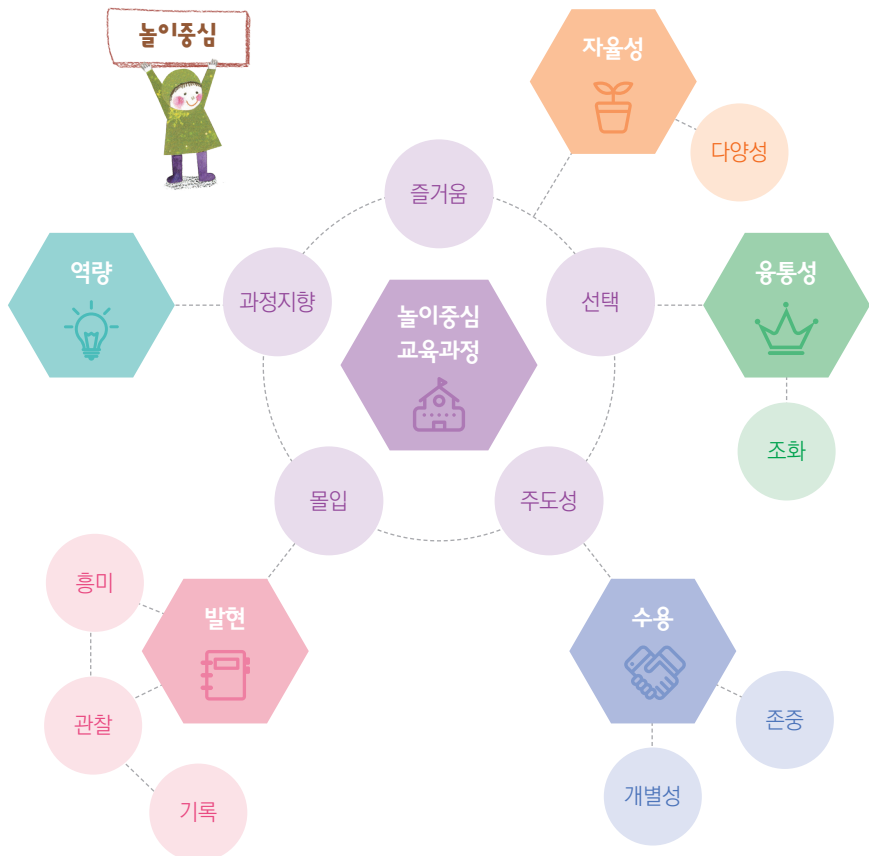 놀이중심
자율성
다양성
즐거움
역량
과정지향
선택
융통성
놀이중심
교육과정
조화
몰입
주도성
흥미
발현
수용
관찰
존중
개별성
기록